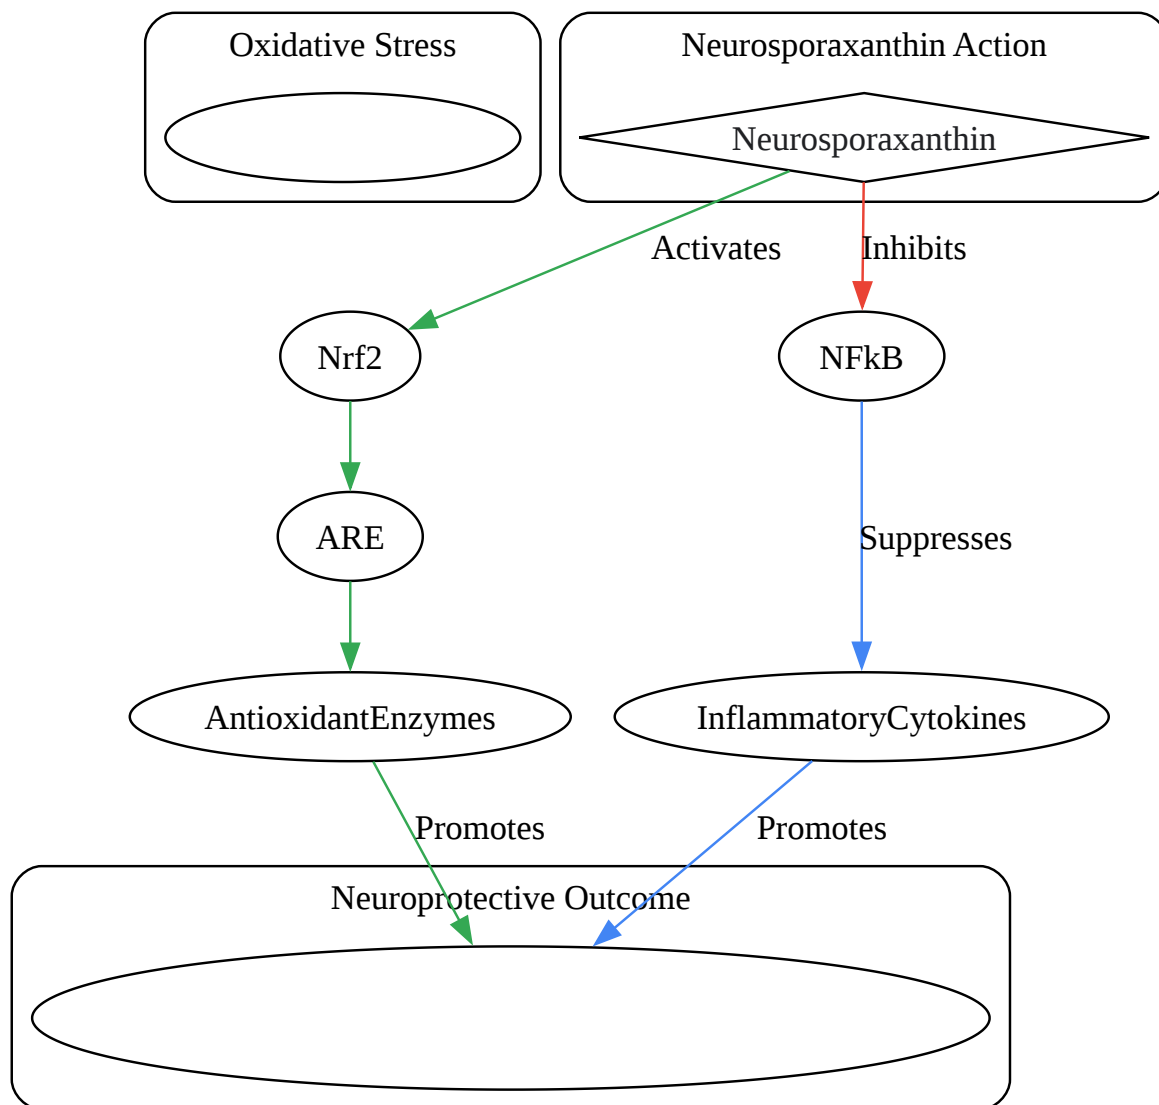 Oxidative Stress
Neurosporaxanthin Action
Neurosporaxanthin
Activates
Inhibits
Nrf2
NFkB
ARE
Suppresses
AntioxidantEnzymes
InflammatoryCytokines
Promotes
Promotes
Neuroprotective Outcome